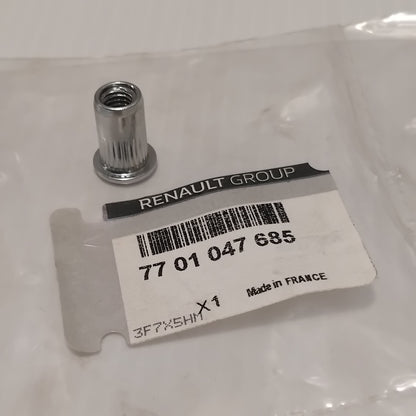 RENAULT GROUP
77 01 047 685
X1 Made in FRANCE
3F7X5HM